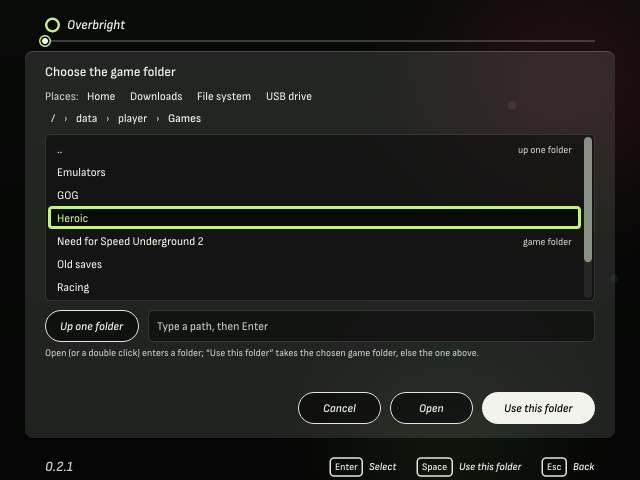 Overbright
Choose the game folder
Places: Home Downloads File system USB drive
/ › data › player › Games
.. up one folder
Emulators
GOG
Heroic
Need for Speed Underground 2 game folder
Old saves
Racing
Up one folder Type a path, then Enter
Open (or a double click) enters a folder; “Use this folder” takes the chosen game folder, else the one above.
Cancel Open Use this folder
0.2.1 Enter Select Space Use this folder Esc Back